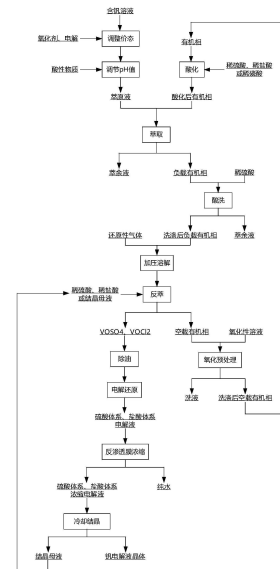 含钒溶液
氧化剂、电解
调整价态
有机相
酸性物质
调节pH值
酸化
稀硫酸、稀盐酸
或稀磷酸
萃原液
酸化后有机相
萃取
萃余液
负载有机相
稀硫酸
酸洗
还原性气体
洗涤后负载有机相
萃余液
加压溶解
稀硫酸、稀盐酸
或结晶母液
反萃
VOSO4、VOCl2
空载有机相
氧化性溶液
除油
氧化预处理
电解还原
洗液
洗涤后空载有机相
硫酸体系、盐酸体系
电解液
反渗透膜浓缩
硫酸体系、盐酸体系
浓缩电解液
纯水
冷却结晶
结晶母液
钒电解液晶体